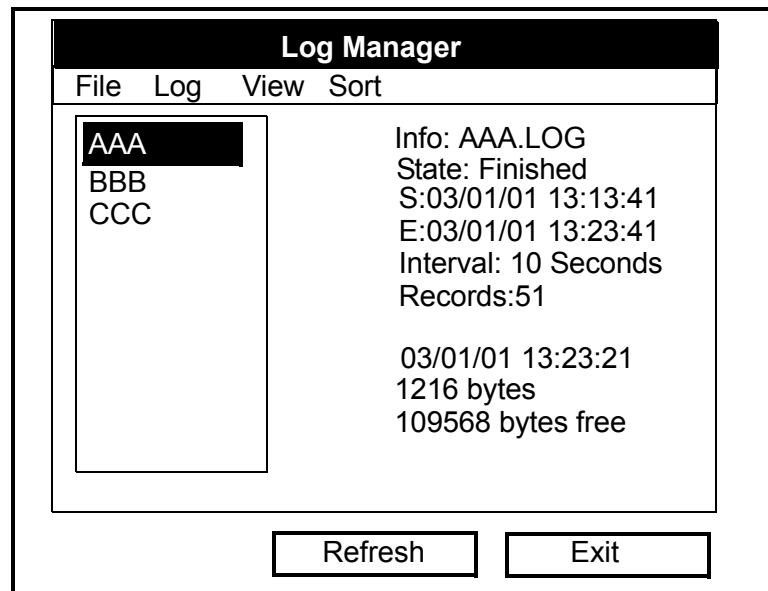 Log Manager
File Log View Sort
AAA
BBB
CCC
Info: AAA.LOG
State: Finished
S:03/01/01 13:13:41
E:03/01/01 13:23:41
Interval: 10 Seconds
Records:51
03/01/01 13:23:21
1216 bytes
109568 bytes free
Refresh Exit